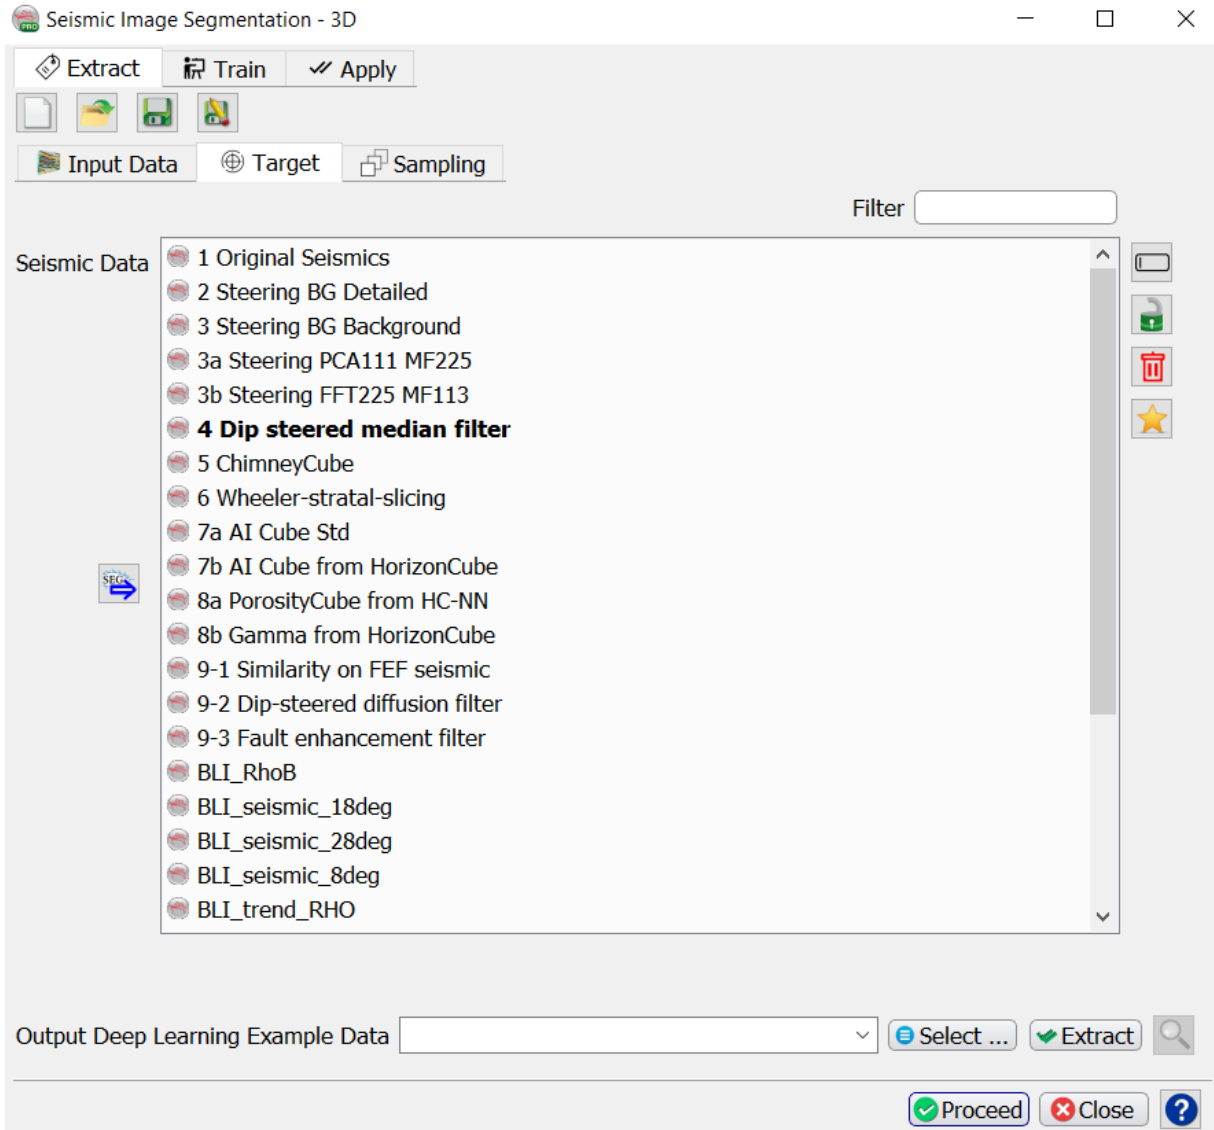 Seismic Image Segmentation - 3D
Extract Train Apply
Input Data Target Sampling
Filter
Seismic Data
1 Original Seismics
2 Steering BG Detailed
3 Steering BG Background
3a Steering PCA111 MF225
3b Steering FFT225 MF113
4 Dip steered median filter
5 ChimneyCube
6 Wheeler-stratal-slicing
7a AI Cube Std
7b AI Cube from HorizonCube
SEG
8a PorosityCube from HC-NN
8b Gamma from HorizonCube
9-1 Similarity on FEF seismic
9-2 Dip-steered diffusion filter
9-3 Fault enhancement filter
BLI_RhoB
BLI_seismic_18deg
BLI_seismic_28deg
BLI_seismic_8deg
BLI_trend_RHO
Output Deep Learning Example Data Select ... Extract
Proceed Close ?